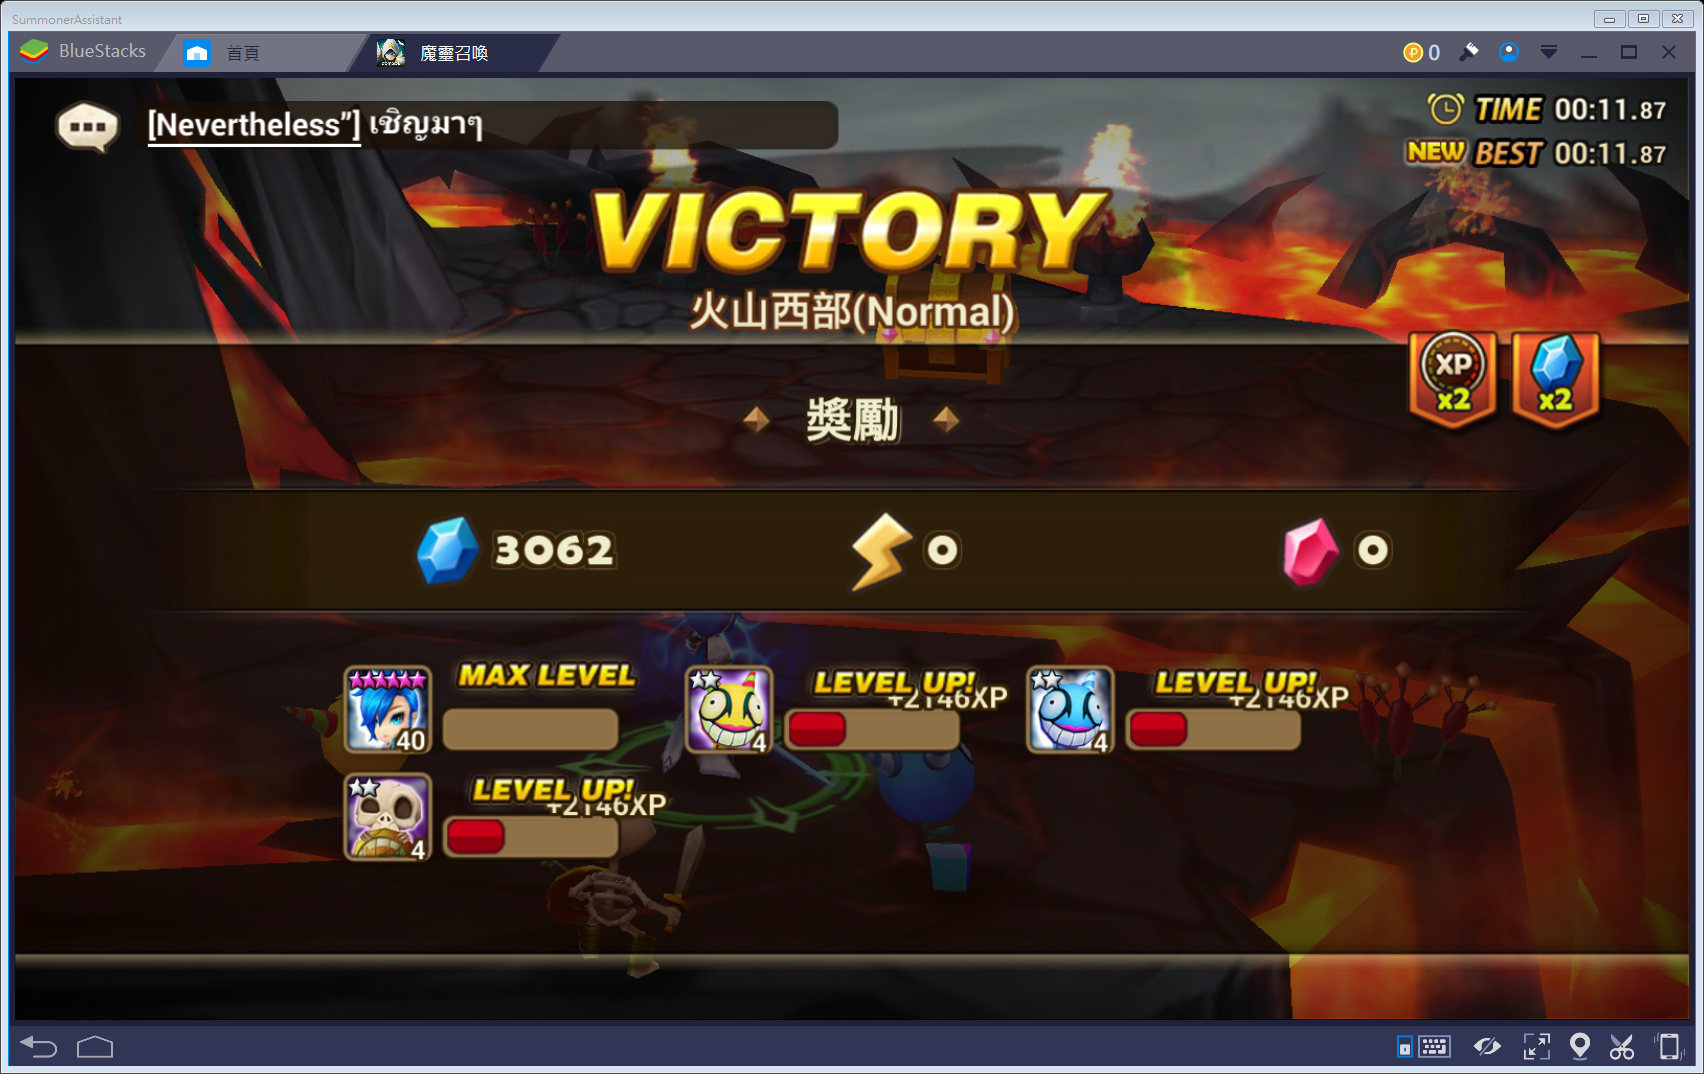 SummonerAssistant
BlueStacks
首頁
魔靈召喚
0
[Nevertheless”] เชิญมาๆ
TIME 00:11.87
NEW BEST 00:11.87
VICTORY
火山西部(Normal)
XP
x2
x2
獎勵
3062
0
0
40
MAX LEVEL
4
LEVEL UP!
+2146XP
4
LEVEL UP!
+2146XP
4
LEVEL UP!
+2146XP